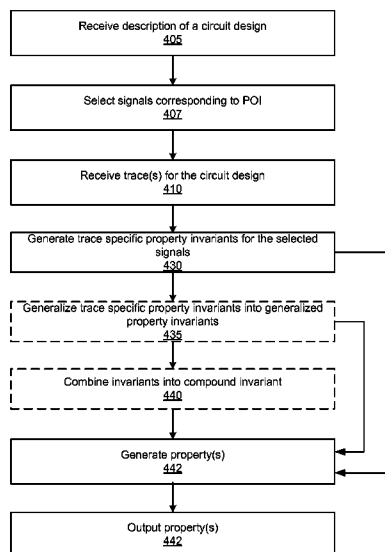 Receive description of a circuit design
405
Select signals corresponding to POI
407
Receive trace(s) for the circuit design
410
Generate trace specific property invariants for the selected
signals
430
Generalize trace specific property invariants into generalized
property invariants
435
Combine invariants into compound invariant
440
Generate property(s)
442
Output property(s)
442